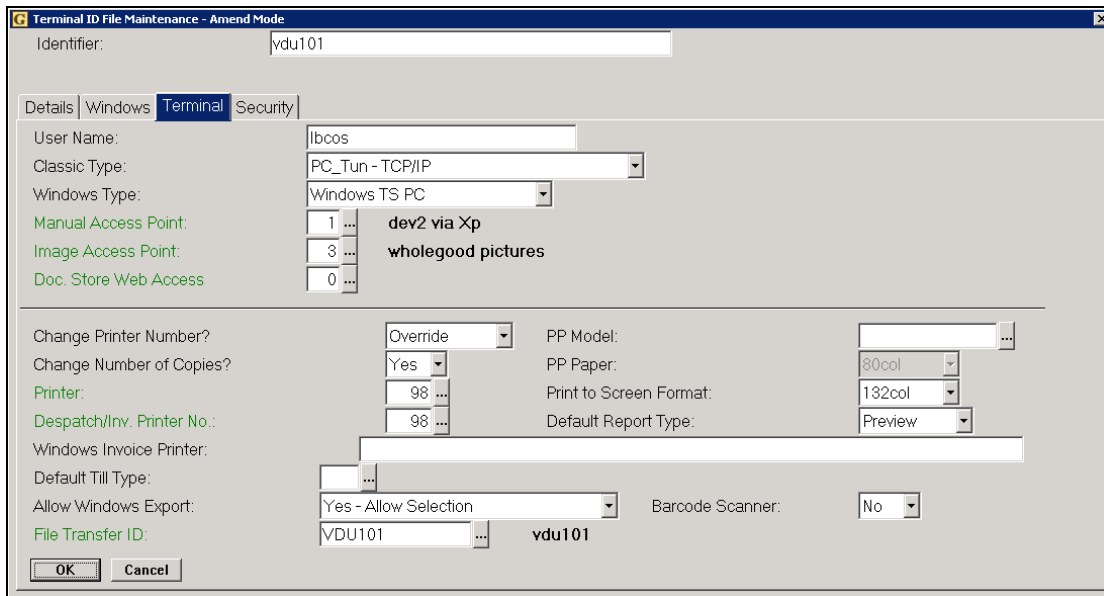 G Terminal ID File Maintenance - Amend Mode
Identifier: vdu101
Details Windows Terminal Security
User Name: lbcos
Classic Type: PC_Tun - TCP/IP
Windows Type: Windows TS PC
Manual Access Point: 1 ... dev2 via Xp
Image Access Point: 3 ... wholegood pictures
Doc. Store Web Access 0 ...
Change Printer Number? Override PP Model: ...
Change Number of Copies? Yes PP Paper: 80col
Printer: 98 ... Print to Screen Format: 132col
Despatch/Inv. Printer No.: 98 ... Default Report Type: Preview
Windows Invoice Printer:
Default Till Type: ...
Allow Windows Export: Yes - Allow Selection Barcode Scanner: No
File Transfer ID: VDU101 ... vdu101
OK Cancel